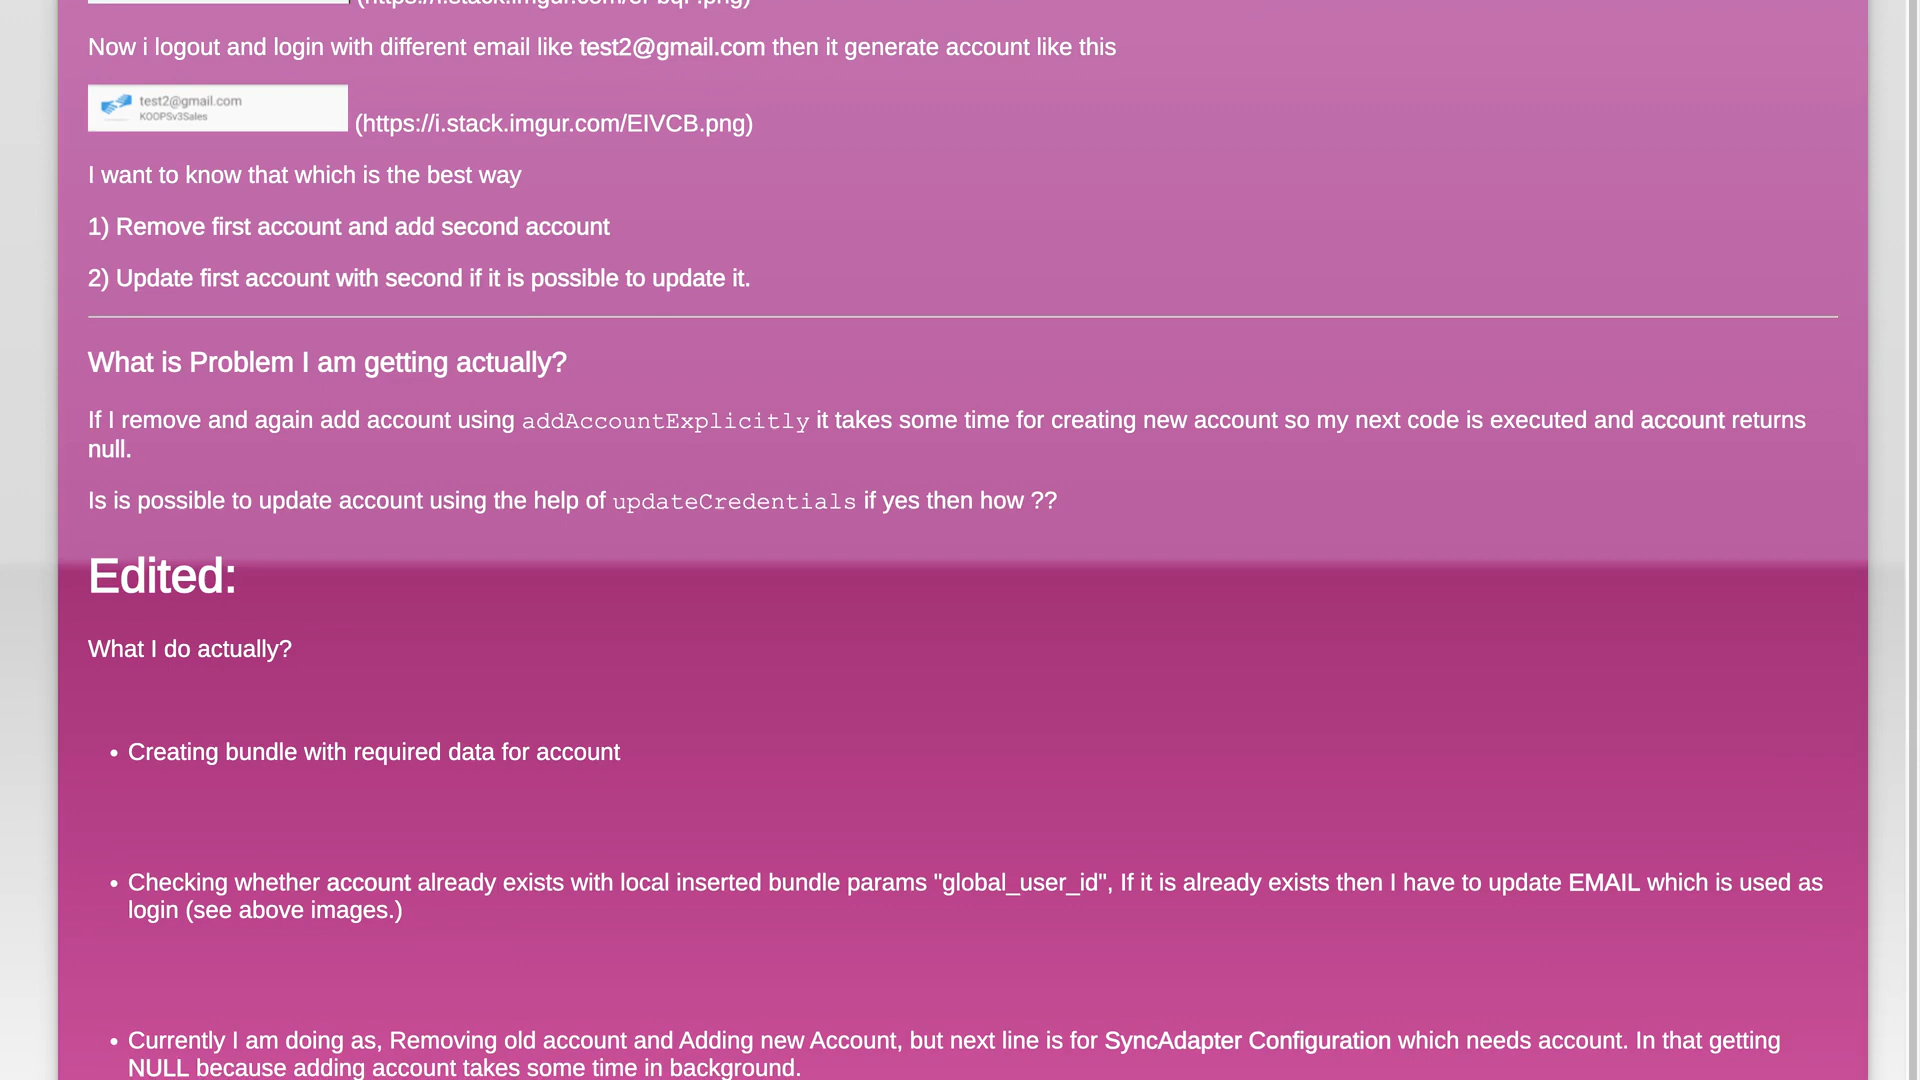 Now i logout and login with different email like test2@gmail.com then it generate account like this
test2@gmail.com
KOOPSv3Sales
(https://i.stack.imgur.com/EIVCB.png)
I want to know that which is the best way
1) Remove first account and add second account
2) Update first account with second if it is possible to update it.
What is Problem I am getting actually?
If I remove and again add account using addAccountExplicitly it takes some time for creating new account so my next code is executed and account returns
null.
Is is possible to update account using the help of updateCredentials if yes then how ??
Edited:
What I do actually?
• Creating bundle with required data for account
• Checking whether account already exists with local inserted bundle params "global_user_id", If it is already exists then I have to update EMAIL which is used as
login (see above images.)
• Currently I am doing as, Removing old account and Adding new Account, but next line is for SyncAdapter Configuration which needs account. In that getting
NULL because adding account takes some time in background.